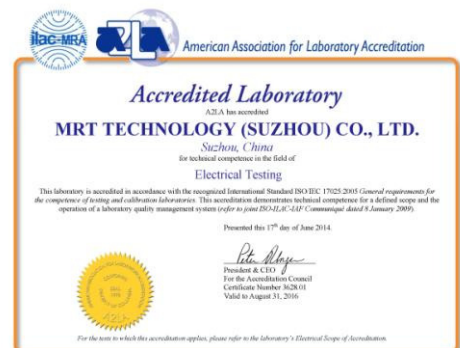 ilac-MRA
A2LA
American Association for Laboratory Accreditation
Accredited Laboratory
A2LA has accredited
MRT TECHNOLOGY (SUZHOU) CO., LTD.
Suzhou, China
for technical competence in the field of
Electrical Testing
This laboratory is accredited in accordance with the recognized International Standard ISO/IEC 17025:2005 General requirements for
the competence of testing and calibration laboratories. This accreditation demonstrates technical competence for a defined scope and the
operation of a laboratory quality management system (refer to joint ISO-ILAC-IAF Communiqué dated 8 January 2009).
Presented this 17th day of June 2014.
President & CEO
For the Accreditation Council
Certificate Number 3628.01
Valid to August 31, 2016
A2LA
For the tests to which this accreditation applies, please refer to the laboratory's Electrical Scope of Accreditation.